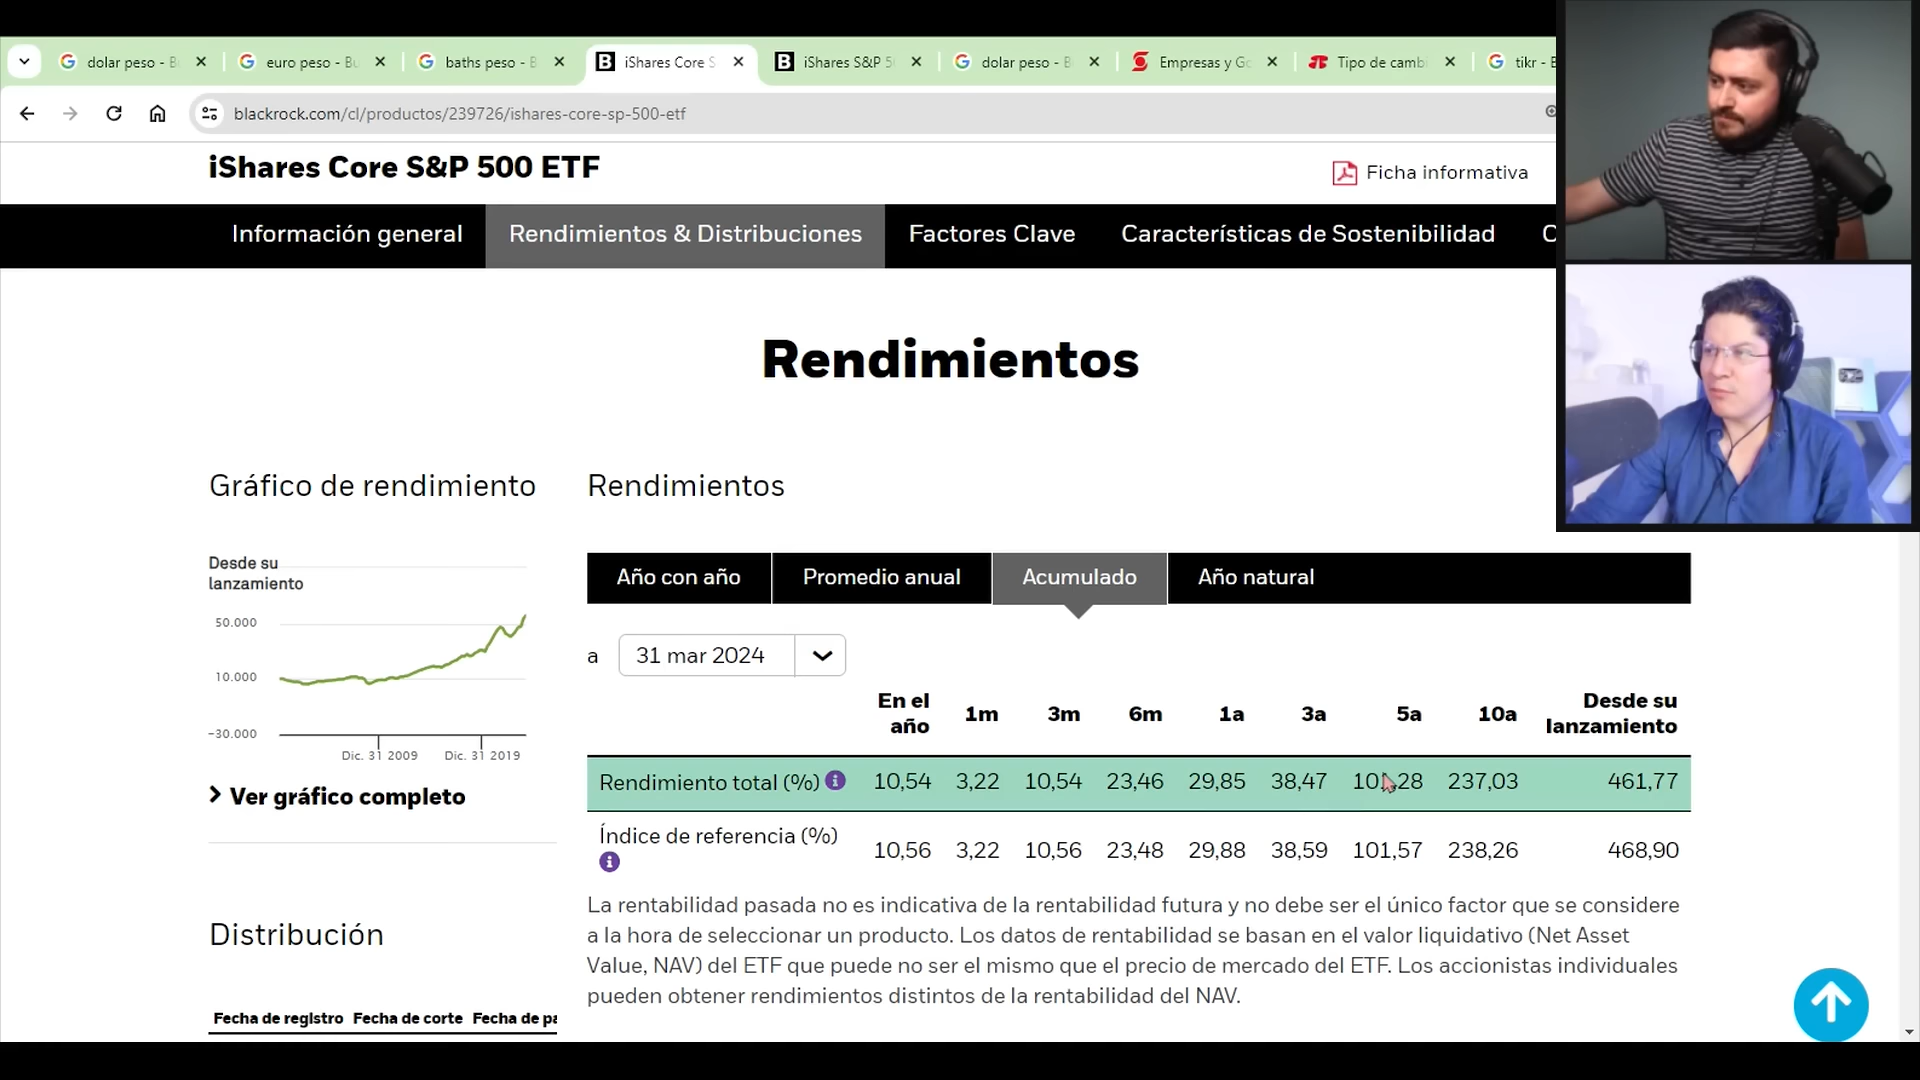 dolar peso - B
euro peso - Bu
baths peso - B
iShares Core S
iShares S&P 5
dolar peso - B
Empresas y Go
Tipo de camb
tikr - B
blackrock.com/cl/productos/239726/ishares-core-sp-500-etf
iShares Core S&P 500 ETF
Ficha informativa
Información general
Rendimientos & Distribuciones
Factores Clave
Características de Sostenibilidad
Rendimientos
Gráfico de rendimiento
Desde su
lanzamiento
50.000
10.000
-30.000
Dic. 31 2009 Dic. 31 2019
Ver gráfico completo
Distribución
Fecha de registro Fecha de corte Fecha de pa
Rendimientos
Año con año Promedio anual Acumulado Año natural
a 31 mar 2024
En el año 1m 3m 6m 1a 3a 5a 10a Desde su lanzamiento
Rendimiento total (%) 10,54 3,22 10,54 23,46 29,85 38,47 237,03 461,77
Índice de referencia (%) 10,56 3,22 10,56 23,48 29,88 38,59 101,57 238,26 468,90
La rentabilidad pasada no es indicativa de la rentabilidad futura y no debe ser el único factor que se considere
a la hora de seleccionar un producto. Los datos de rentabilidad se basan en el valor liquidativo (Net Asset
Value, NAV) del ETF que puede no ser el mismo que el precio de mercado del ETF. Los accionistas individuales
pueden obtener rendimientos distintos de la rentabilidad del NAV.